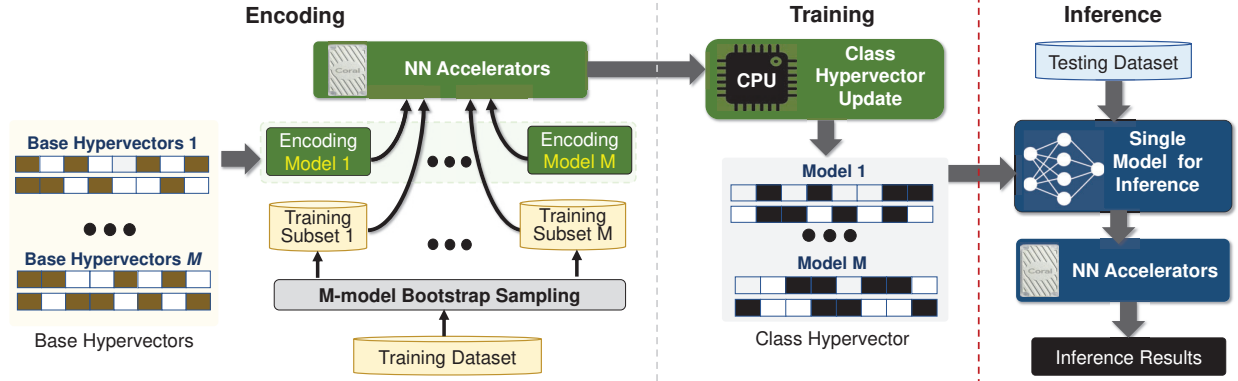 Encoding
Training
Inference
Coral
NN Accelerators
CPU
Class
Hypervector
Update
Testing Dataset
Base Hypervectors 1
Encoding
Model 1
Encoding
Model M
Single
Model for
Inference
Model 1
Training
Subset 1
Training
Subset M
Base Hypervectors M
Model M
Coral
NN Accelerators
M-model Bootstrap Sampling
Base Hypervectors
Training Dataset
Class Hypervector
Inference Results